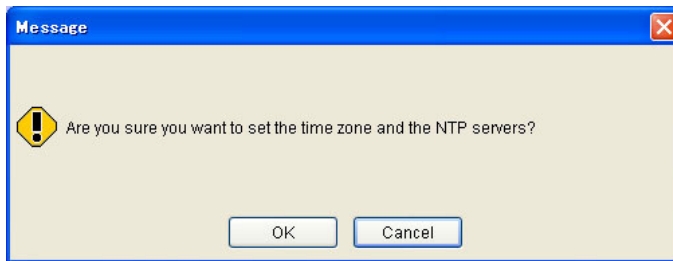 Message
Are you sure you want to set the time zone and the NTP servers?
OK
Cancel